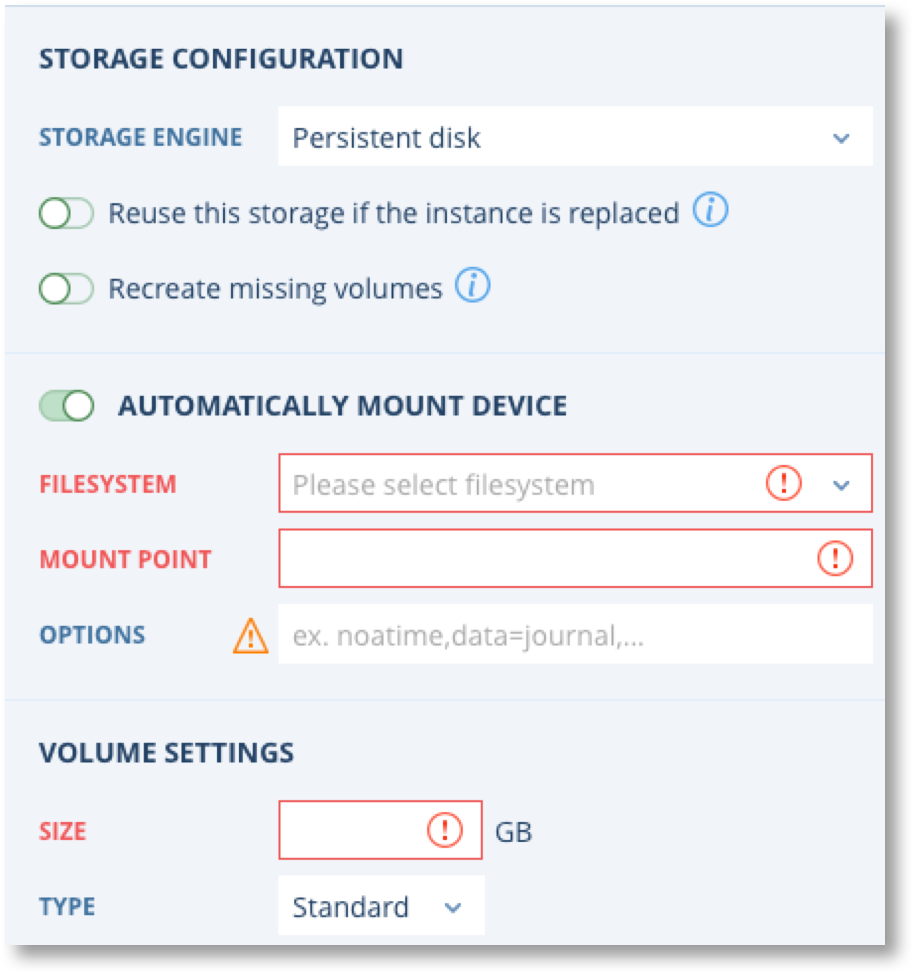 STORAGE CONFIGURATION
STORAGE ENGINE Persistent disk
Reuse this storage if the instance is replaced
Recreate missing volumes
AUTOMATICALLY MOUNT DEVICE
FILESYSTEM Please select filesystem
MOUNT POINT
OPTIONS ex. noatime,data=journal,...
VOLUME SETTINGS
SIZE GB
TYPE Standard